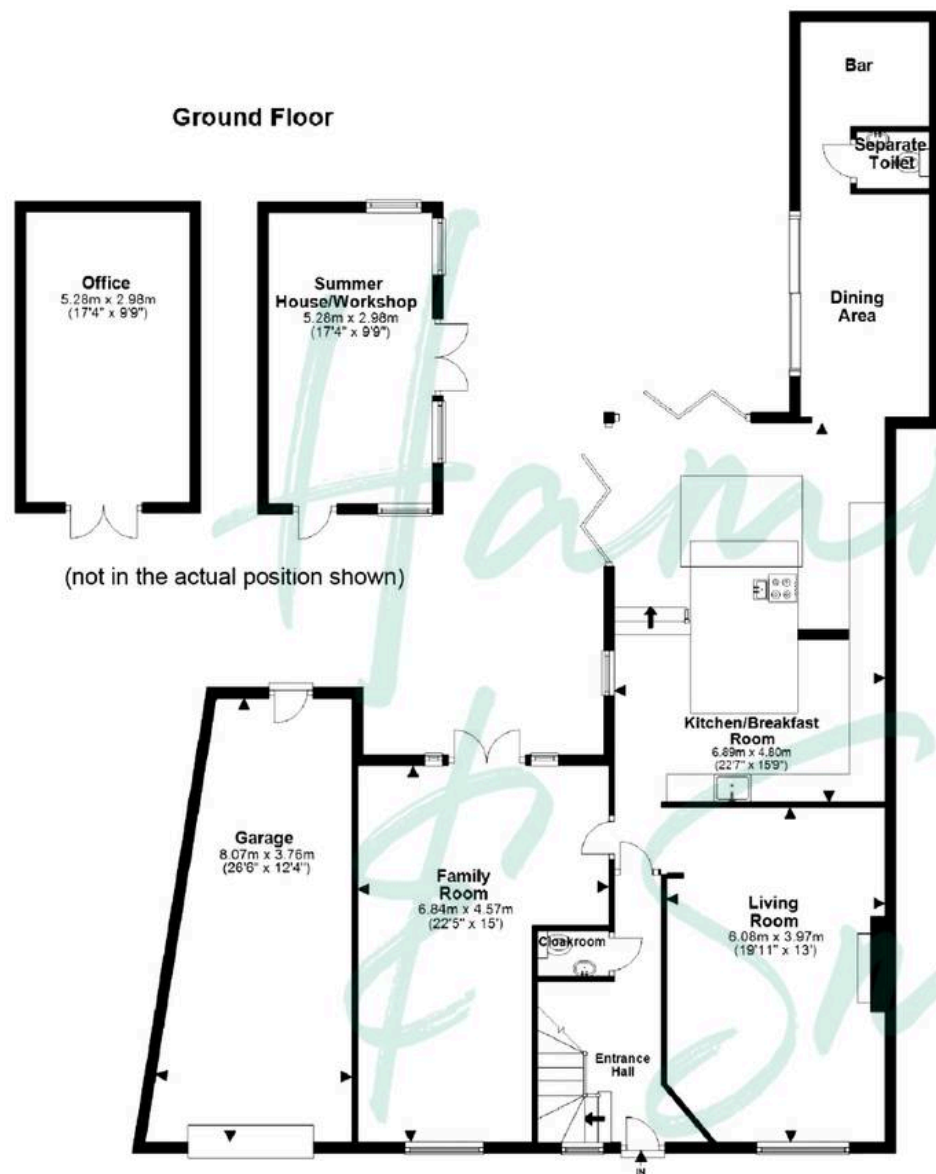 Ground Floor
Bar
Separate
Toilet
Office
5.28m x 2.98m
(17'4" x 9'9")
Summer
House/Workshop
5.28m x 2.98m
(17'4" x 9'9")
Dining
Area
(not in the actual position shown)
Kitchen/Breakfast
Room
6.89m x 4.80m
(22'7" x 15'9")
Garage
8.07m x 3.76m
(26'6" x 12'4")
Family
Room
6.84m x 4.57m
(22'5" x 15')
Living
Room
6.08m x 3.97m
(19'11" x 13')
Cloakroom
Entrance
Hall
IN